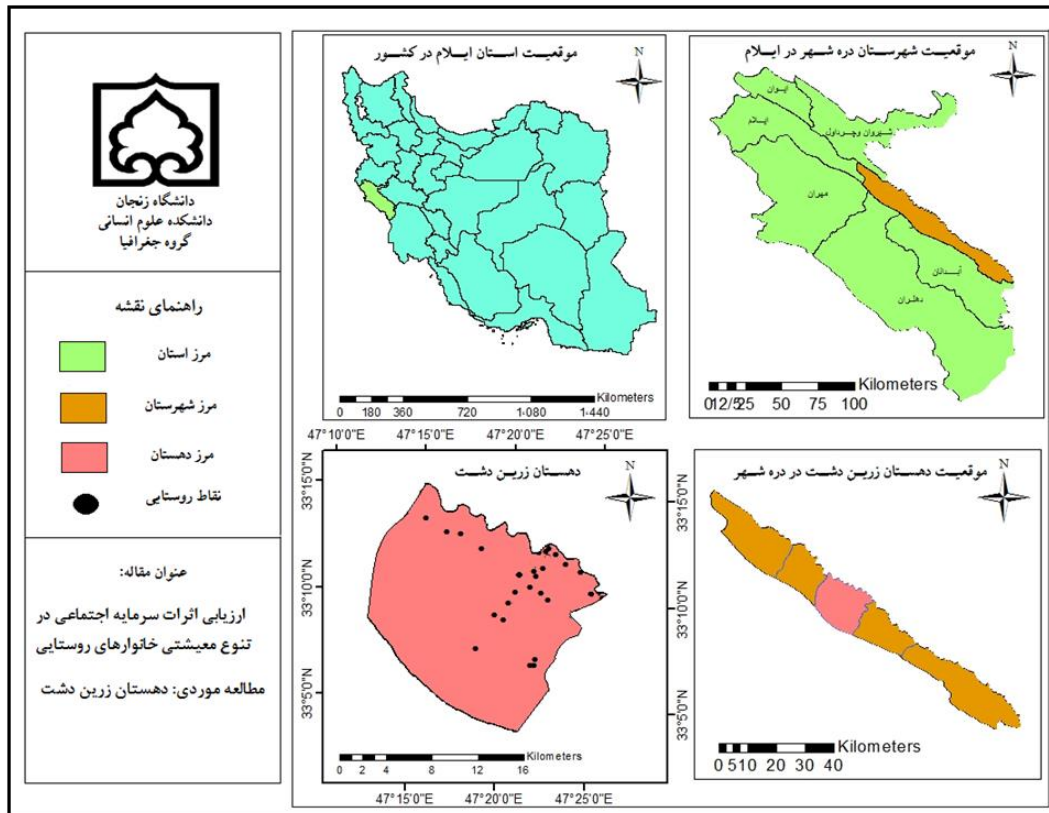 دانشگاه زنجان
دانشکده علوم انسانی
گروه جغرافیا
راهنمای نقشه
مرز استان
مرز شهرستان
مرز دهستان
نقاط روستایی
عنوان مقاله:
ارزیابی اثرات سرمایه اجتماعی در
تنوع معیشتی خانوارهای روستایی
مطالعه موردی: دهستان زرین دشت
موقعیت استان ایلام در کشور
N
Kilometers
0 180 360 720 1,080 1,440
موقعیت شهرستان دره شهر در ایلام
N
ایوان
ایلام
شیروان وچرداول
مهران
آبدانان
دهلران
Kilometers
0 12/5 25 50 75 100
47°10'0"E 47°15'0"E 47°20'0"E 47°25'0"E
دهستان زرین دشت
N
33°15'0"N
33°10'0"N
33°5'0"N
Kilometers
0 2 4 8 12 16
47°15'0"E 47°20'0"E 47°25'0"E
موقعیت دهستان زرین دشت در دره شهر
N
33°15'0"N
33°10'0"N
33°5'0"N
Kilometers
0 5 10 20 30 40